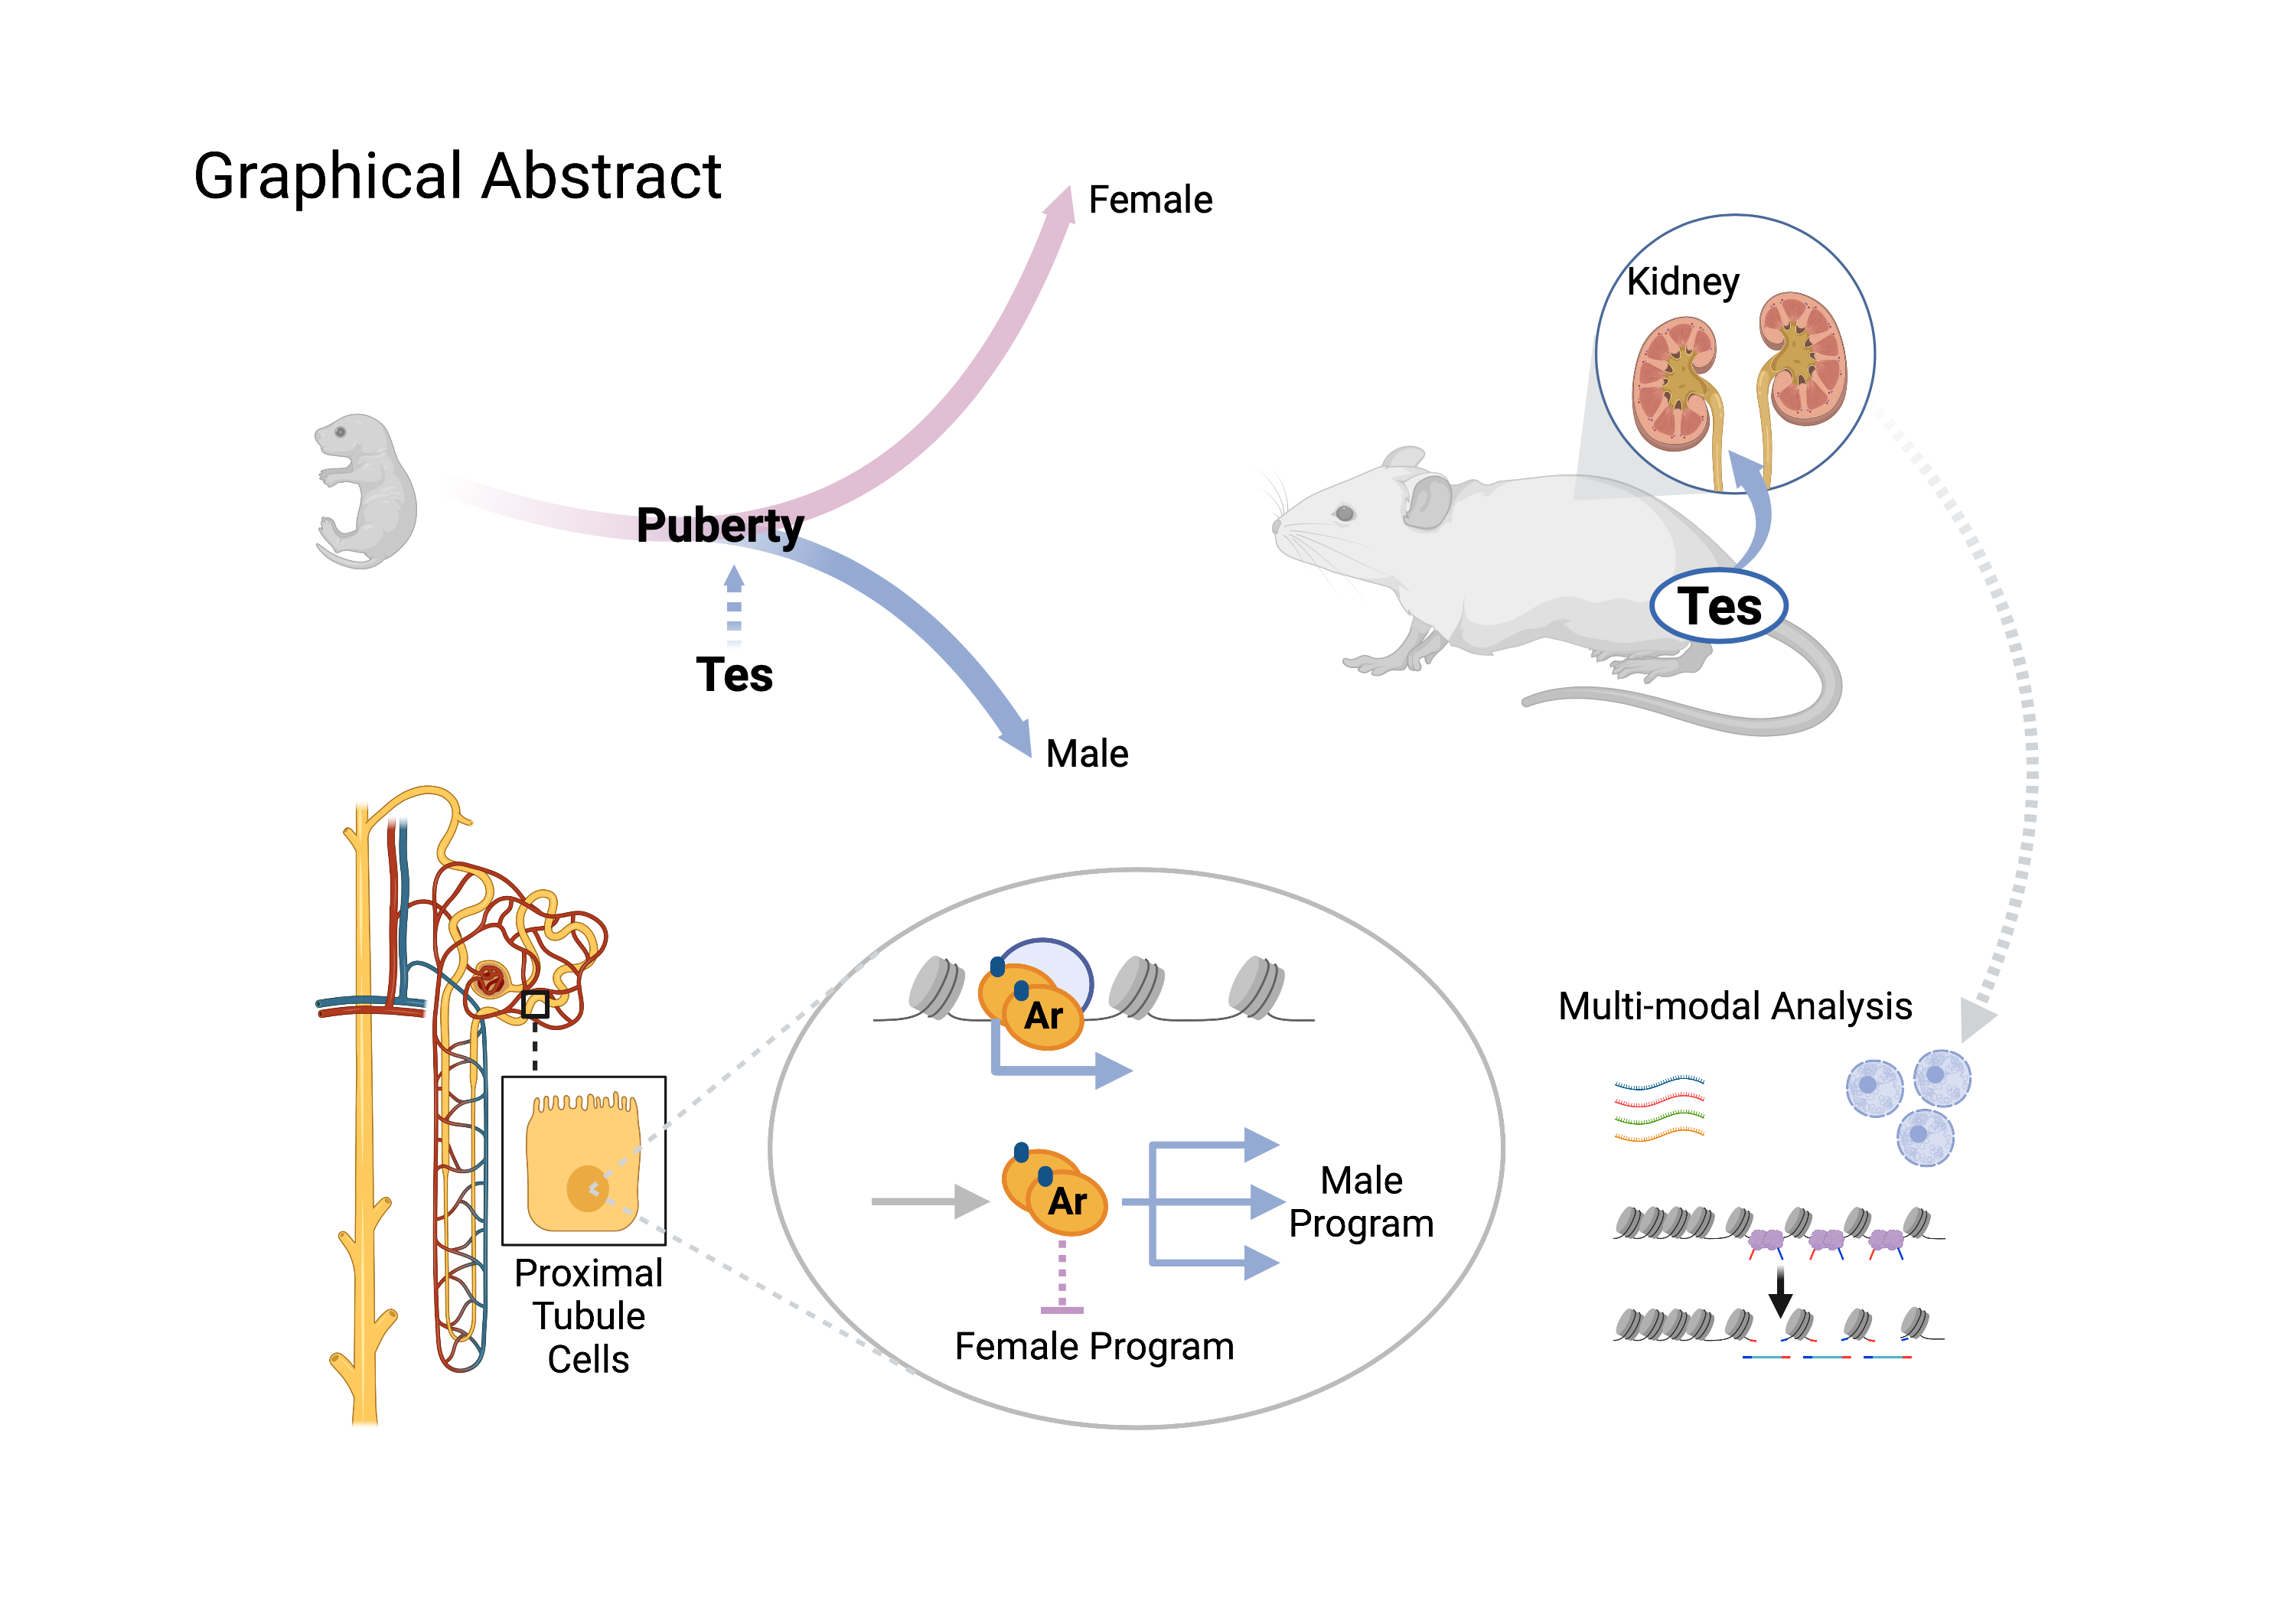 Graphical Abstract
Female
Puberty
Tes
Male
Kidney
Tes
Proximal
Tubule
Cells
Ar
Ar
Male
Program
Female Program
Multi-modal Analysis